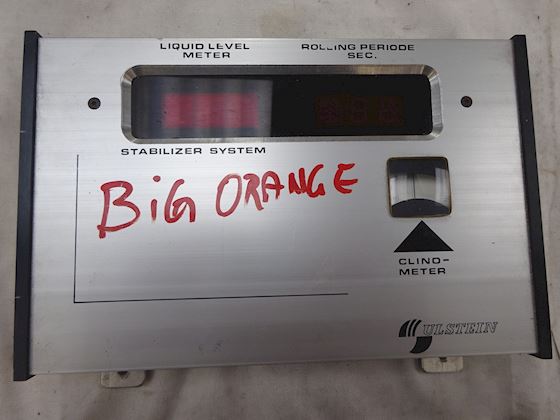 LIQUID LEVEL METER
ROLLING PERIODE SEC.
STABILIZER SYSTEM
BiG ORANGE
CLINO-
METER
ULSTEIN